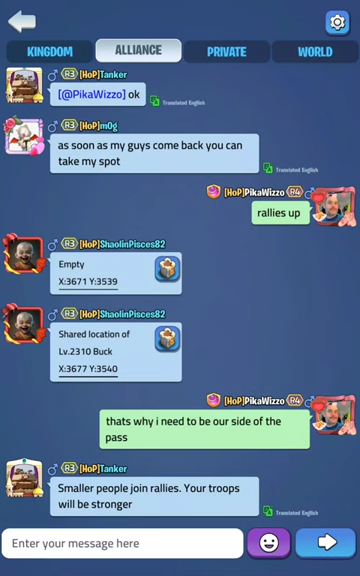 KINGDOM
ALLIANCE
PRIVATE
WORLD
R3 [HoP]Tanker
[@PikaWizzo] ok
Translated English
R3 [HoP]m0g
as soon as my guys come back you can
take my spot
Translated English
[HoP]PikaWizzo R4
rallies up
R3 [HoP]ShaolinPisces82
Empty
X:3671 Y:3539
R3 [HoP]ShaolinPisces82
Shared location of
Lv.2310 Buck
X:3677 Y:3540
[HoP]PikaWizzo R4
thats why i need to be our side of the
pass
R3 [HoP]Tanker
Smaller people join rallies. Your troops
will be stronger
Translated English
Enter your message here